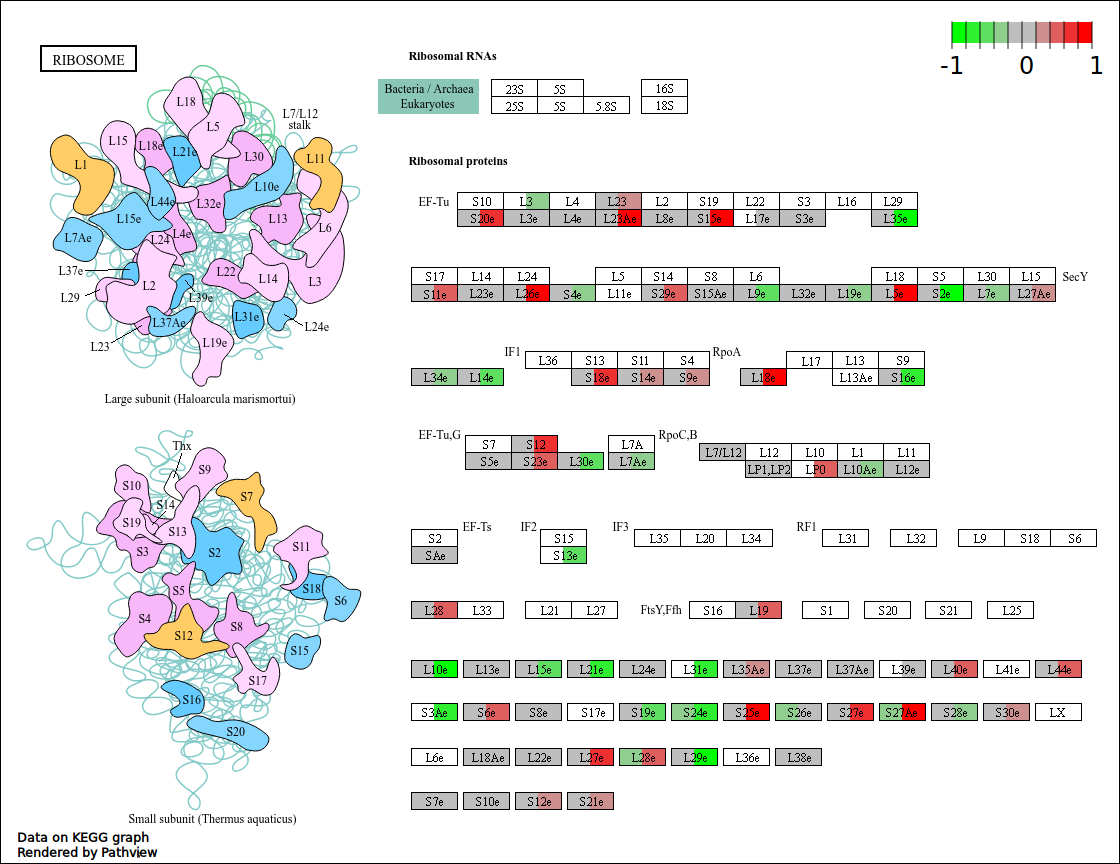 RIBOSOME
-1 0 1
Ribosomal RNAs
Bacteria / Archaea
Eukaryotes
23S 5S 16S
25S 5S 5.8S 18S
Ribosomal proteins
EF-Tu S10 L3 L4 L23 L2 S19 L22 S3 L16 L29
S20e L3e L4e L23Ae L8e S15e L17e S3e L35e
S17 L14 L24 L5 S14 S8 L6 L18 S5 L30 L15 SecY
S11e L23e L26e S4e L11e S29e S15Ae L9e L32e L19e L5e S2e L7e L27Ae
IF1 L36 S13 S11 S4 RpoA L17 L13 S9
L34e L14e S18e S14e S9e L18e L13Ae S16e
EF-Tu,G S7 S12 L7A RpoC,B L7/L12 L12 L10 L1 L11
S5e S23e L30e L7Ae LP1,LP2 LP0 L10Ae L12e
S2 EF-Ts IF2 S15 IF3 L35 L20 L34 RF1 L31 L32 L9 S18 S6
SAe S13e
L28 L33 L21 L27 FtsY,Ffh S16 L19 S1 S20 S21 L25
L10e L13e L15e L21e L24e L31e L35Ae L37e L37Ae L39e L40e L41e L44e
S3Ae S6e S8e S17e S19e S24e S25e S26e S27e S27Ae S28e S30e LX
L6e L18Ae L22e L27e L28e L29e L36e L38e
S7e S10e S12e S21e
L18
L5
L7/L12
stalk
L15
L18e
L21e
L30
L11
L1
L10e
L44e
L32e
L15e
L13
L6
L7Ae
L24
L4e
L37e
L22
L14
L3
L2
L29
L39e
L37Ae
L31e
L24e
L23
L19e
Large subunit (Haloarcula marismortui)
Thx
S9
S10
S7
S14
S19
S13
S3
S2
S11
S5
S18
S6
S4
S12
S8
S15
S17
S16
S20
Small subunit (Thermus aquaticus)
Data on KEGG graph
Rendered by Pathview